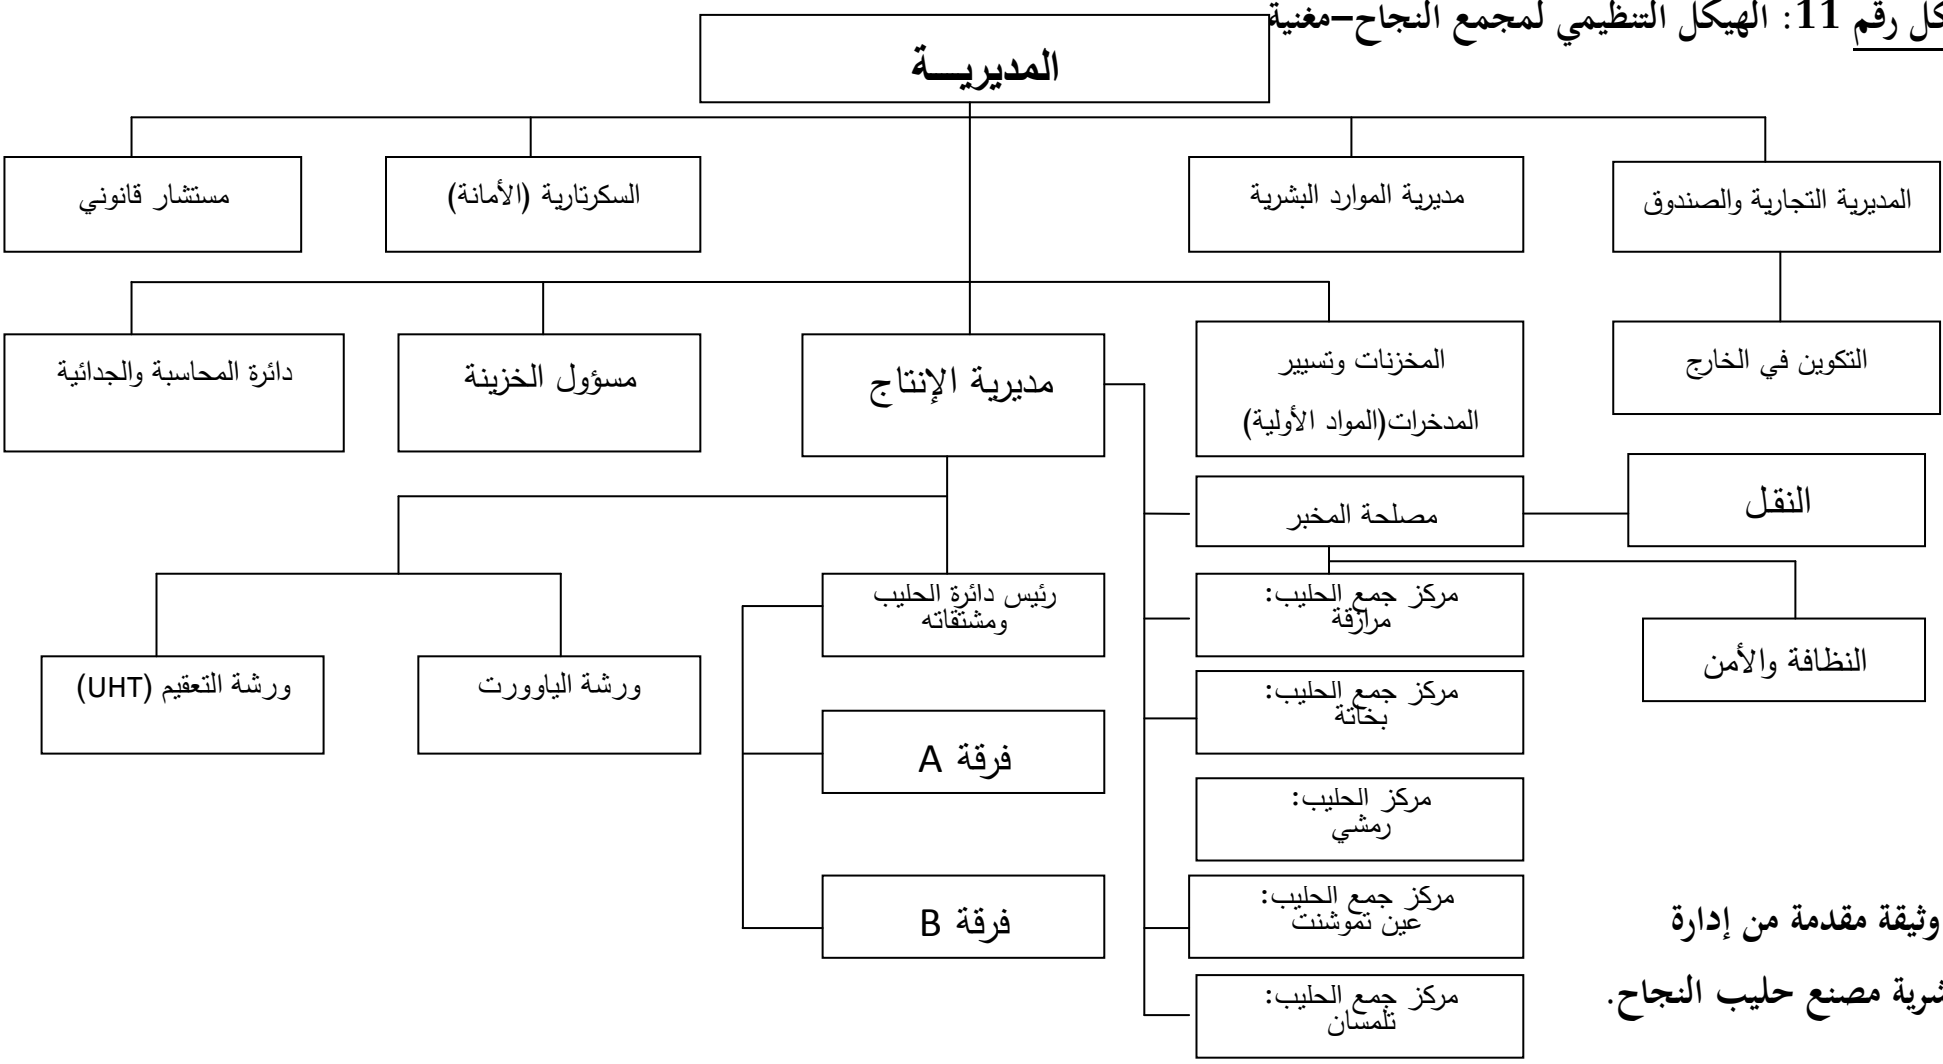 كل رقم 11: الهيكل التنظيمي لمجمع النجاح–مغنية
المديريـــة
المديرية التجارية والصندوق
مديرية الموارد البشرية
السكرتارية (الأمانة)
مستشار قانوني
التكوين في الخارج
المخزنات وتسيير
المدخرات(المواد الأولية)
مديرية الإنتاج
مسؤول الخزينة
دائرة المحاسبة والجدائية
النقل
مصلحة المخبر
النظافة والأمن
مركز جمع الحليب:
مرازقة
رئيس دائرة الحليب
ومشتقاته
ورشة الياوورت
ورشة التعقيم (UHT)
مركز جمع الحليب:
بخاتة
فرقة A
مركز الحليب:
رمشي
مركز جمع الحليب:
عين تموشنت
فرقة B
مركز جمع الحليب:
تلمسان
وثيقة مقدمة من إدارة
شرية مصنع حليب النجاح.